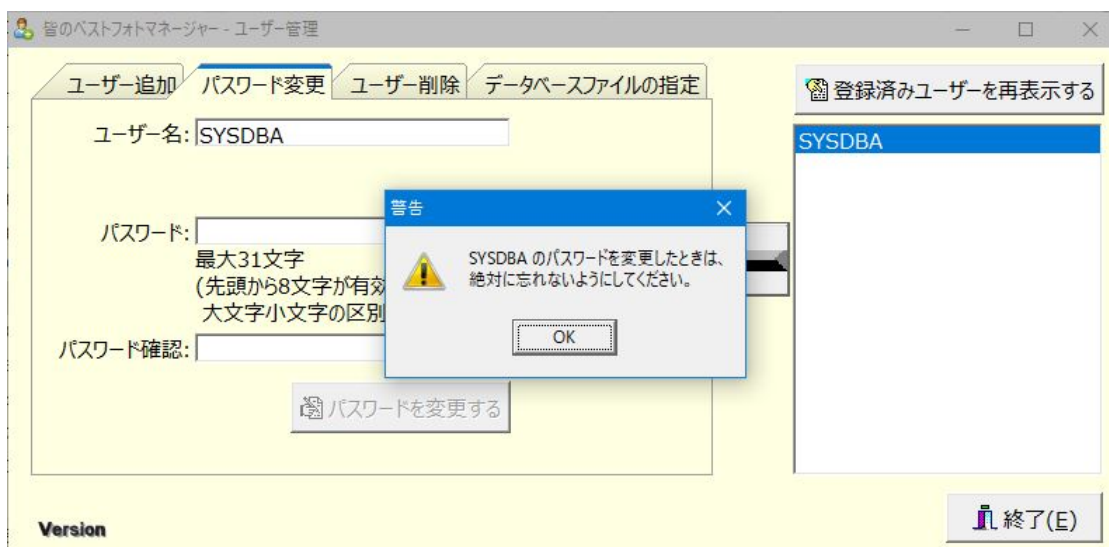 皆のベストフォトマネージャー - ユーザー管理
ユーザー追加
パスワード変更
ユーザー削除
データベースファイルの指定
登録済みユーザーを再表示する
ユーザー名:
SYSDBA
SYSDBA
警告
SYSDBA のパスワードを変更したときは、
絶対に忘れないようにしてください。
OK
パスワード:
最大31文字
(先頭から8文字が有効
大文字小文字の区別
パスワード確認:
パスワードを変更する
Version
終了(E)